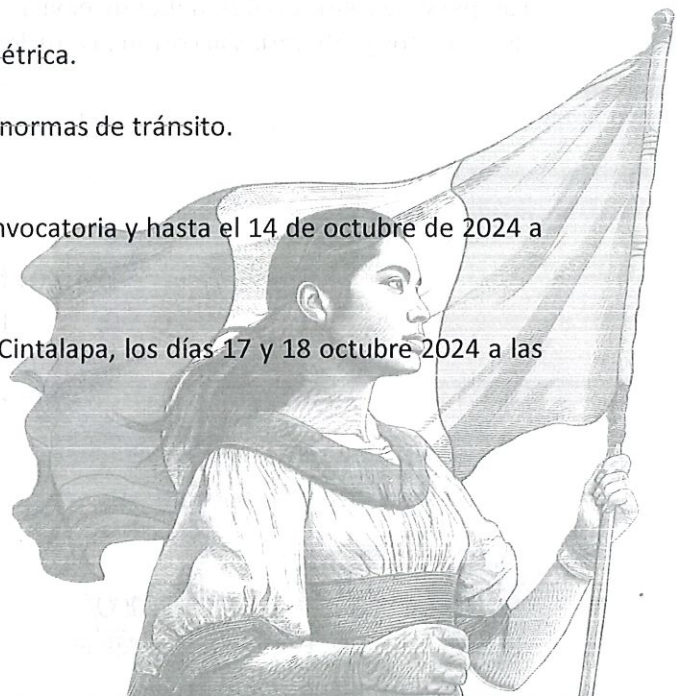 étrica.
normas de tránsito.
nvocatoria y hasta el 14 de octubre de 2024 a
Cintalapa, los días 17 y 18 octubre 2024 a las